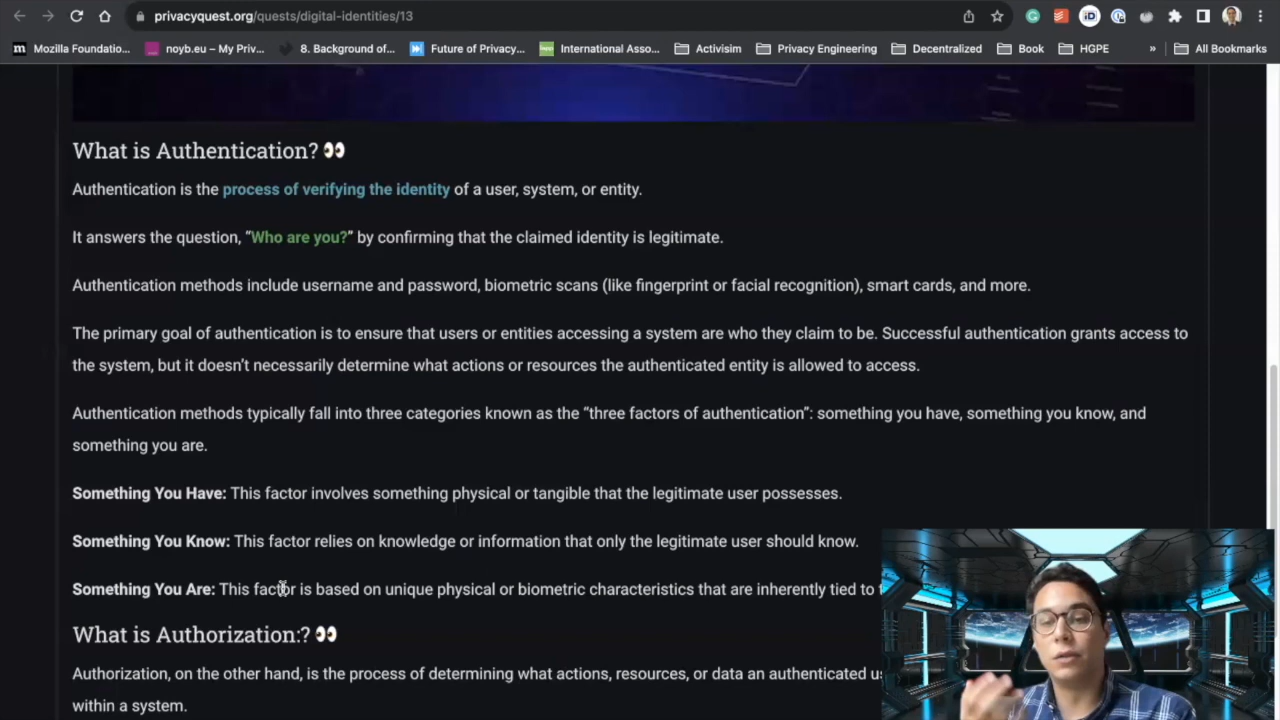 privacyquest.org/quests/digital-identities/13
Mozilla Foundatio... noyb.eu – My Priv... 8. Background of... Future of Privacy... International Asso... Activisim Privacy Engineering Decentralized Book HGPE » All Bookmarks
What is Authentication? 👀
Authentication is the process of verifying the identity of a user, system, or entity.
It answers the question, “Who are you?” by confirming that the claimed identity is legitimate.
Authentication methods include username and password, biometric scans (like fingerprint or facial recognition), smart cards, and more.
The primary goal of authentication is to ensure that users or entities accessing a system are who they claim to be. Successful authentication grants access to
the system, but it doesn’t necessarily determine what actions or resources the authenticated entity is allowed to access.
Authentication methods typically fall into three categories known as the “three factors of authentication”: something you have, something you know, and
something you are.
Something You Have: This factor involves something physical or tangible that the legitimate user possesses.
Something You Know: This factor relies on knowledge or information that only the legitimate user should know.
Something You Are: This factor is based on unique physical or biometric characteristics that are inherently tied to
What is Authorization:? 👀
Authorization, on the other hand, is the process of determining what actions, resources, or data an authenticated
within a system.